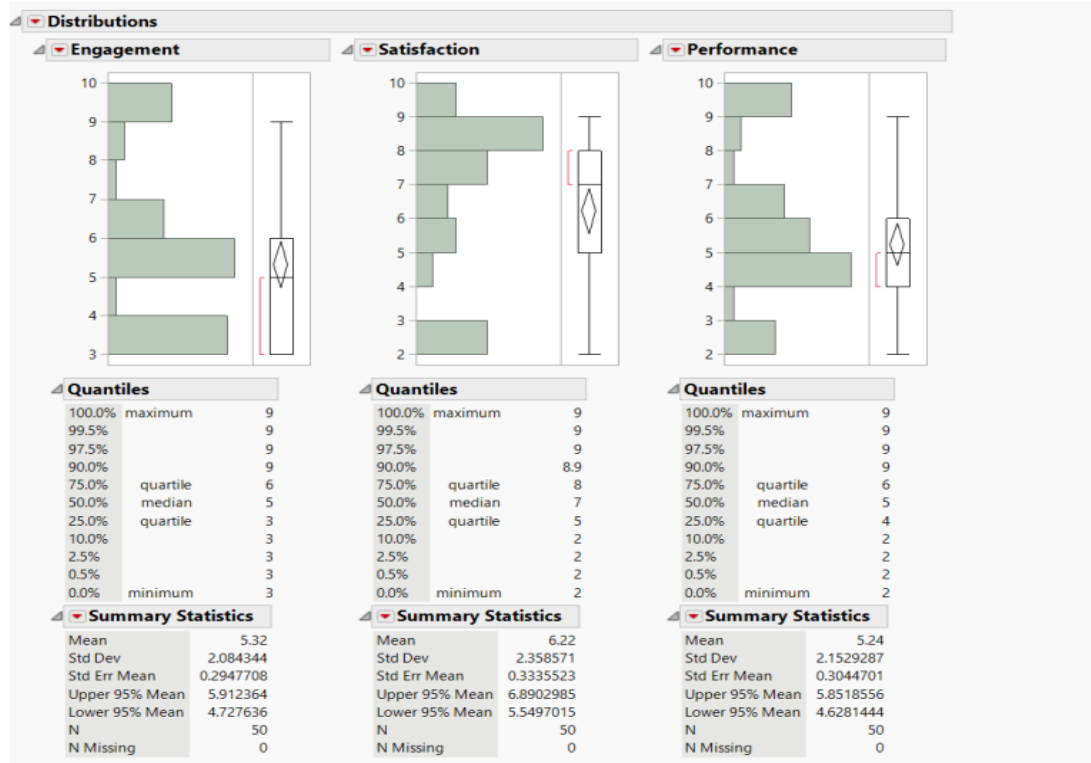 Distributions
Engagement
10
9
8
7
6
5
4
3
Quantiles
100.0% maximum 9
99.5% 9
97.5% 9
90.0% 9
75.0% quartile 6
50.0% median 5
25.0% quartile 3
10.0% 3
2.5% 3
0.5% 3
0.0% minimum 3
Summary Statistics
Mean 5.32
Std Dev 2.084344
Std Err Mean 0.2947708
Upper 95% Mean 5.912364
Lower 95% Mean 4.727636
N 50
N Missing 0
Satisfaction
10
9
8
7
6
5
4
3
2
Quantiles
100.0% maximum 9
99.5% 9
97.5% 9
90.0% 8.9
75.0% quartile 8
50.0% median 7
25.0% quartile 5
10.0% 2
2.5% 2
0.5% 2
0.0% minimum 2
Summary Statistics
Mean 6.22
Std Dev 2.358571
Std Err Mean 0.3335523
Upper 95% Mean 6.8902985
Lower 95% Mean 5.5497015
N 50
N Missing 0
Performance
10
9
8
7
6
5
4
3
2
Quantiles
100.0% maximum 9
99.5% 9
97.5% 9
90.0% 9
75.0% quartile 6
50.0% median 5
25.0% quartile 4
10.0% 2
2.5% 2
0.5% 2
0.0% minimum 2
Summary Statistics
Mean 5.24
Std Dev 2.1529287
Std Err Mean 0.3044701
Upper 95% Mean 5.8518556
Lower 95% Mean 4.6281444
N 50
N Missing 0